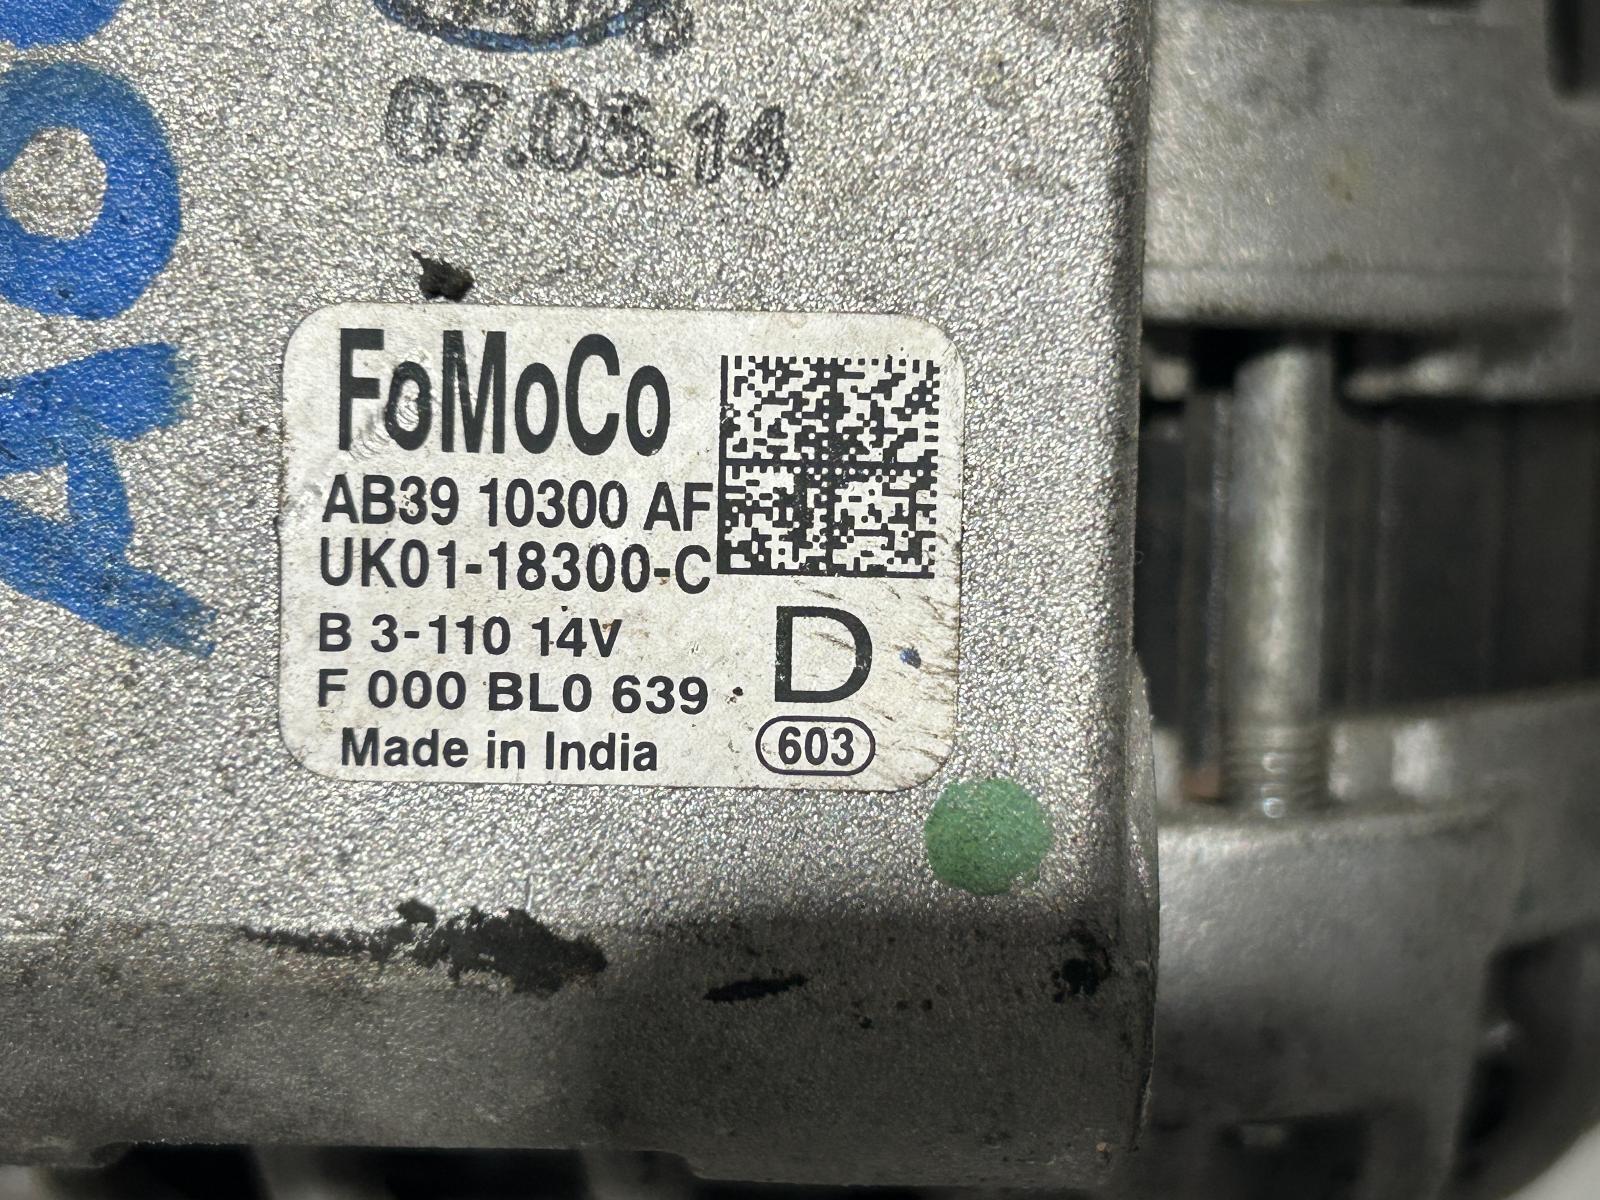 07.05.14
FoMoCo
AB39 10300 AF
UK01-18300-C
B 3-110 14V
F 000 BL0 639
D
Made in India
603